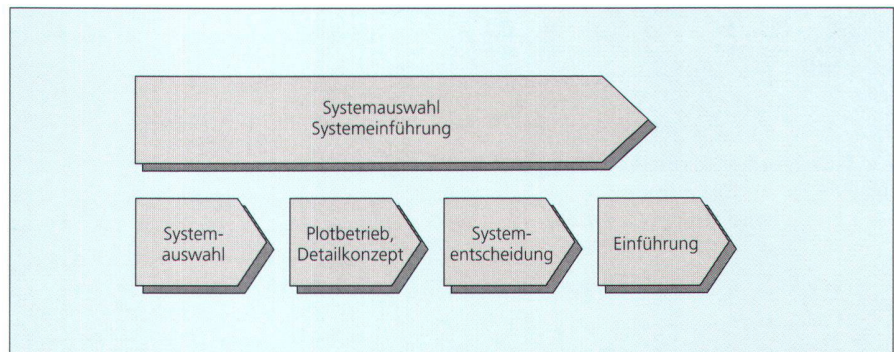 Systemauswahl
Systemeinführung
System-
auswahl
Plotbetrieb,
Detailkonzept
System-
entscheidung
Einführung